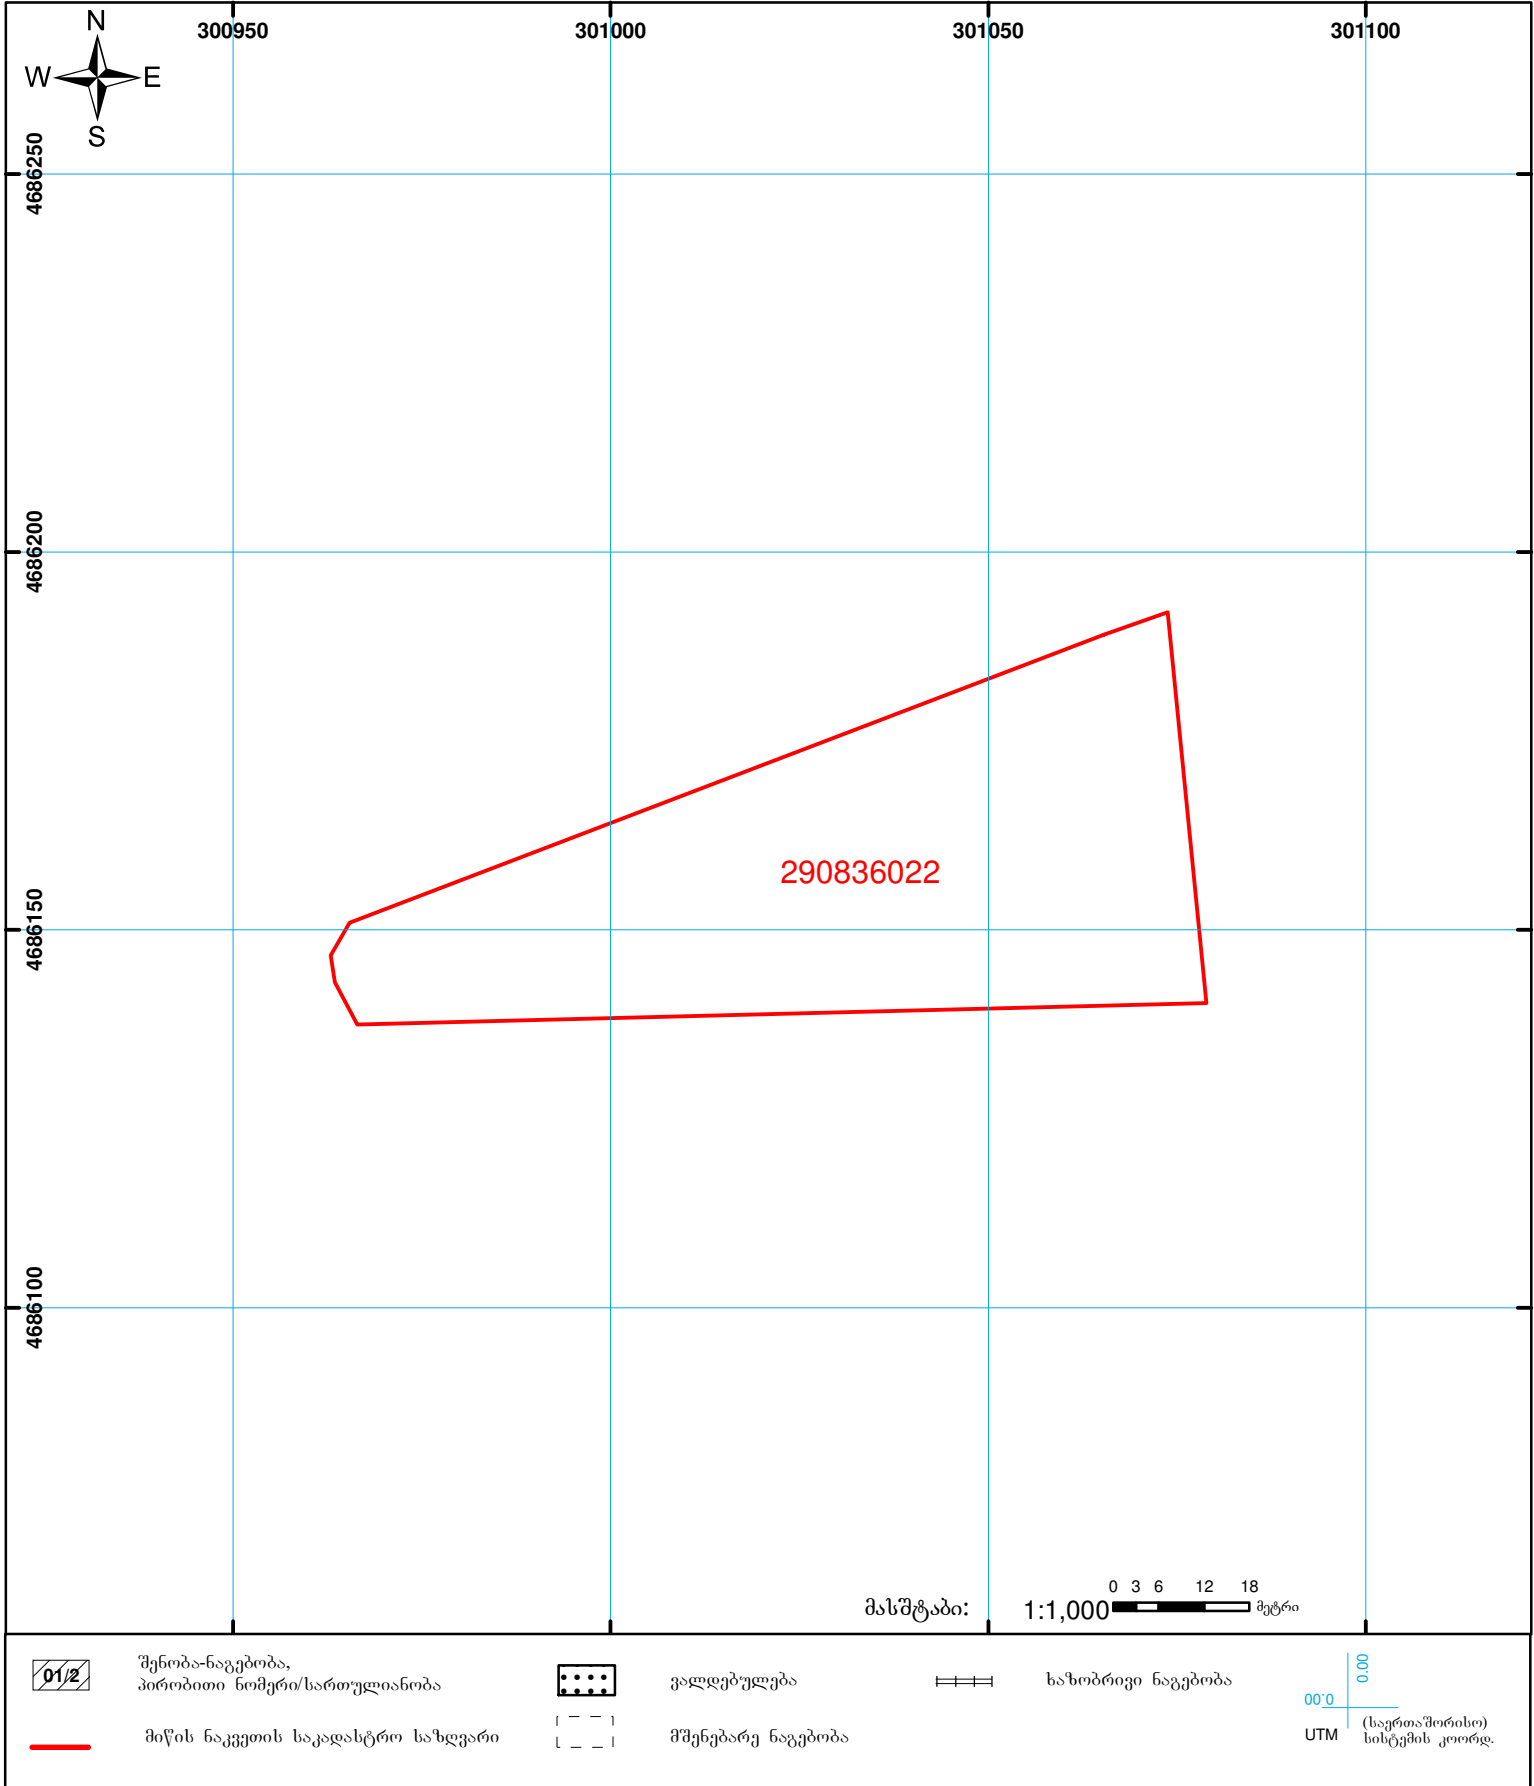 N
W E
S
300950 301000 301050 301100
4686250
4686200
4686150
4686100
290836022
მასშტაბი: 1:1,000
0 3 6 12 18
მეტრი
01/2
შენობა-ნაგებობა,
პირობითი ნომერი/სართულიანობა
ვალდებულება
ხაზობრივი ნაგებობა
მიწის ნაკვეთის საკადასტრო საზღვარი
მშენებარე ნაგებობა
0.00
0.00
UTM
(საერთაშორისო)
სისტემის კოორდ.